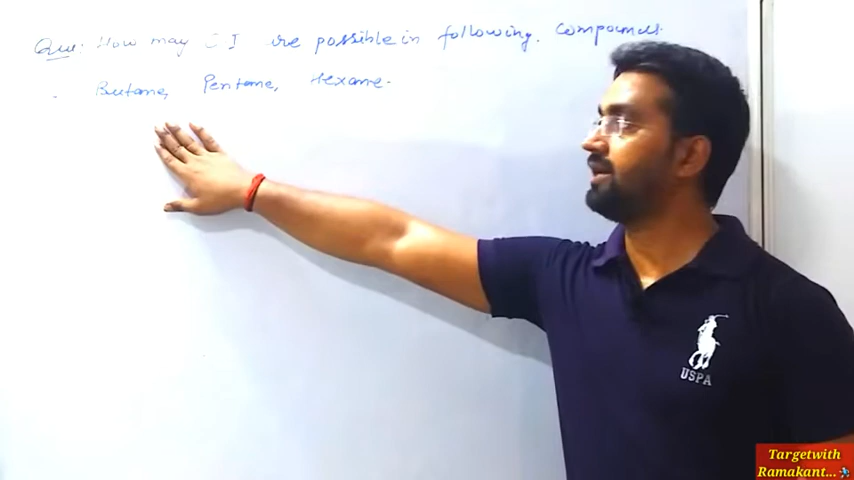 Que: How may I are possible in following. Compounds.
Butane, Pentane, Hexane.
USPA
Targetwith
Ramakant...